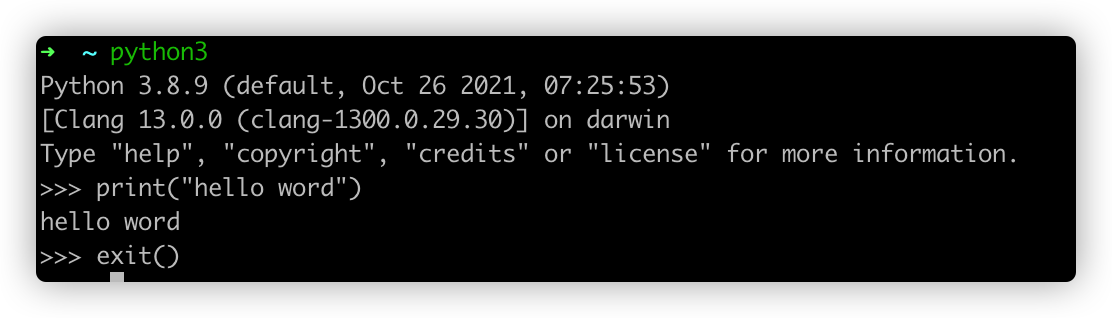 ➜  ~ python3
Python 3.8.9 (default, Oct 26 2021, 07:25:53)
[Clang 13.0.0 (clang-1300.0.29.30)] on darwin
Type "help", "copyright", "credits" or "license" for more information.
>>> print("hello word")
hello word
>>> exit()